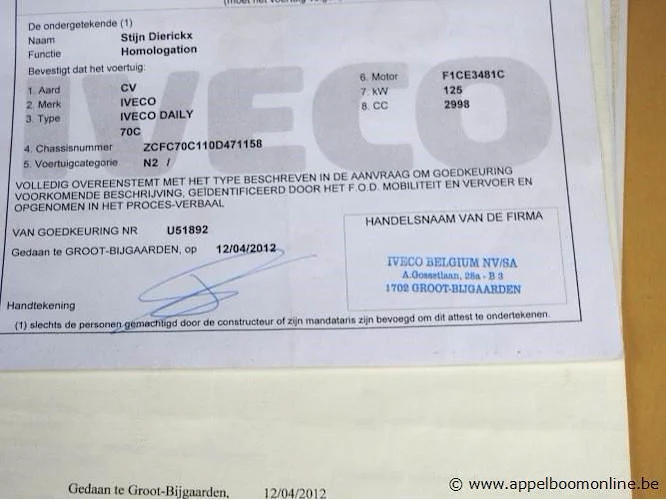 (moet het voertuig
De ondergetekende (1)
Naam Stijn Dierickx
Functie Homologation
Bevestigt dat het voertuig:
1. Aard CV
2. Merk IVECO
3. Type IVECO DAILY
70C
4. Chassisnummer ZCFC70C110D471158
5. Voertuigcategorie N2 /
6. Motor F1CE3481C
7. kW 125
8. CC 2998
IVECO
VOLLEDIG OVEREENSTEMT MET HET TYPE BESCHREVEN IN DE AANVRAAG OM GOEDKEURING
VOORKOMENDE BESCHRIJVING, GEÏDENTIFICEERD DOOR HET F.O.D. MOBILITEIT EN VERVOER EN
OPGENOMEN IN HET PROCES-VERBAAL
VAN GOEDKEURING NR U51892
Gedaan te GROOT-BIJGAARDEN, op 12/04/2012
HANDELSNAAM VAN DE FIRMA
IVECO BELGIUM NV/SA
A.Gossetlaan, 28a - B 3
1702 GROOT-BIJGAARDEN
Handtekening
(1) slechts de personen gemachtigd door de constructeur of zijn mandataris zijn bevoegd om dit attest te ondertekenen.
Gedaan te Groot-Bijgaarden, 12/04/2012
© www.appelboomonline.be